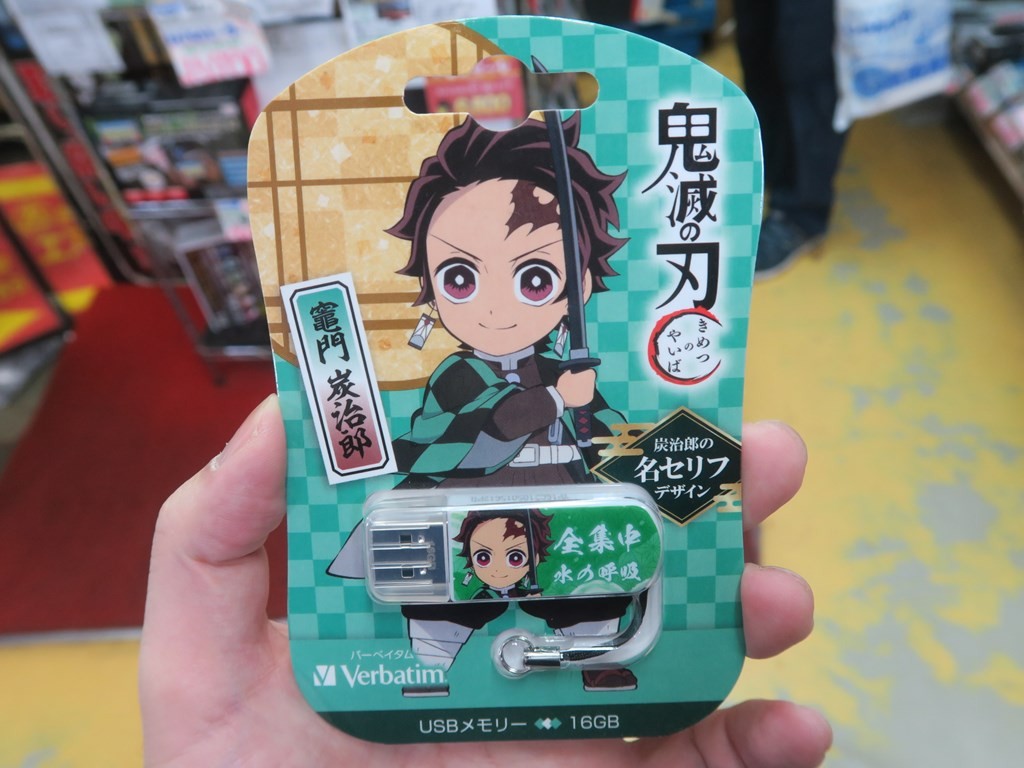 鬼滅の刃
きめつ
の
やいば
竈門 炭治郎
炭治郎の
名セリフ
デザイン
全集中
水の呼吸
バーベイタム
Verbatim
USBメモリー 16GB